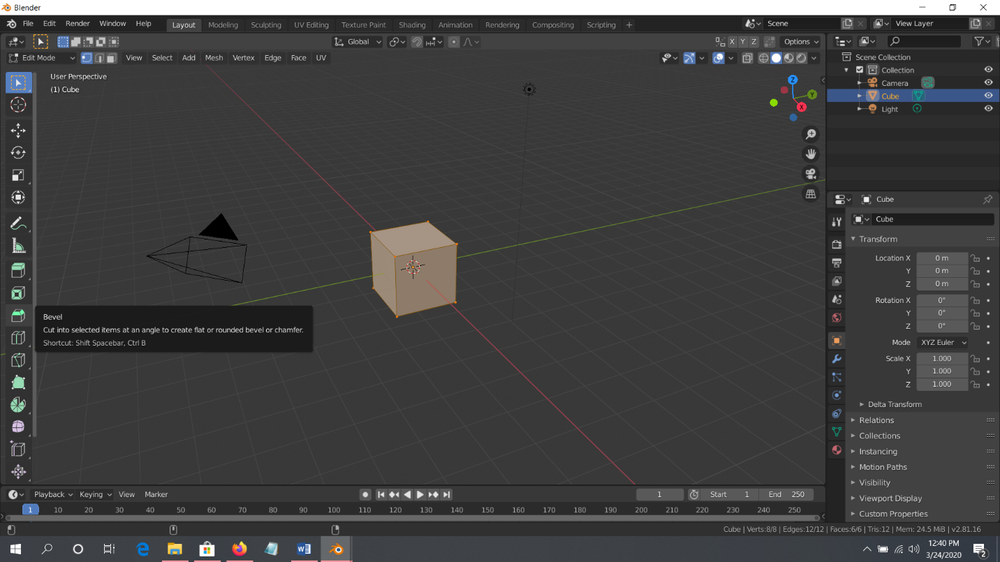 Blender
File Edit Render Window Help Layout Modeling Sculpting UV Editing Texture Paint Shading Animation Rendering Compositing Scripting + Scene View Layer
Global X Y Z Options
Edit Mode View Select Add Mesh Vertex Edge Face UV
User Perspective
(1) Cube
Z
Y
X
Scene Collection
Collection
Camera
Cube
Light
Cube
Cube
Transform
Location X 0 m
Y 0 m
Z 0 m
Rotation X 0°
Y 0°
Z 0°
Mode XYZ Euler
Scale X 1.000
Y 1.000
Z 1.000
Delta Transform
Relations
Collections
Instancing
Motion Paths
Visibility
Viewport Display
Custom Properties
Bevel
Cut into selected items at an angle to create flat or rounded bevel or chamfer.
Shortcut: Shift Spacebar, Ctrl B
Playback Keying View Marker 1 Start 1 End 250
1 10 20 30 40 50 60 70 80 90 100 110 120 130 140 150 160 170 180 190 200 210 220 230 240 250
Cube | Verts:8/8 | Edges:12/12 | Faces:6/6 | Tris:12 | Mem: 24.5 MiB | v2.81.16
12:40 PM
3/24/2020
2